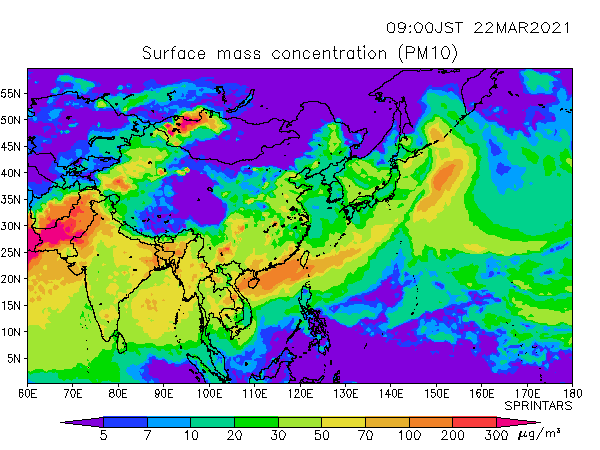 09:00JST 22MAR2021
Surface mass concentration (PM10)
55N
50N
45N
40N
35N
30N
25N
20N
15N
10N
5N
60E 70E 80E 90E 100E 110E 120E 130E 140E 150E 160E 170E 180
SPRINTARS
5 7 10 20 30 50 70 100 200 300 μg/m³